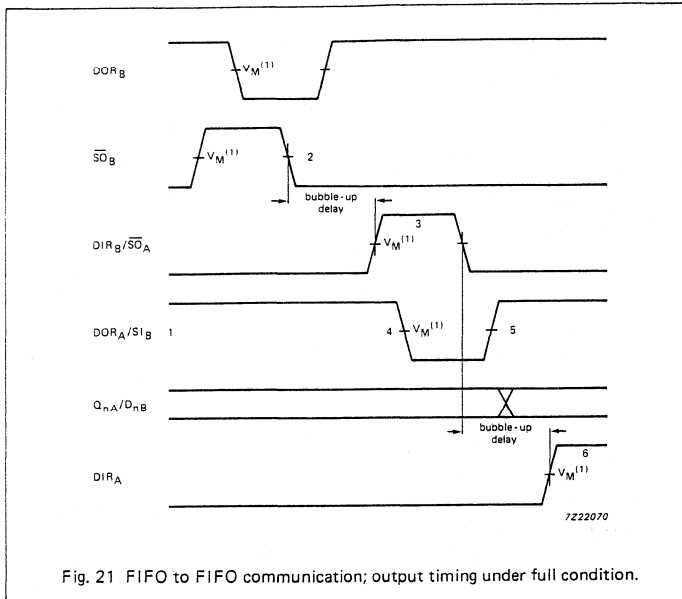 DOR_B
V_M^(1)
S̅O̅_B
V_M^(1)
2
bubble-up
delay
DIR_B/S̅O̅_A
3
V_M^(1)
DOR_A/SI_B
1
4
V_M^(1)
5
Q_nA/D_nB
bubble-up
delay
DIR_A
6
V_M^(1)
7Z22070
Fig. 21 FIFO to FIFO communication; output timing under full condition.